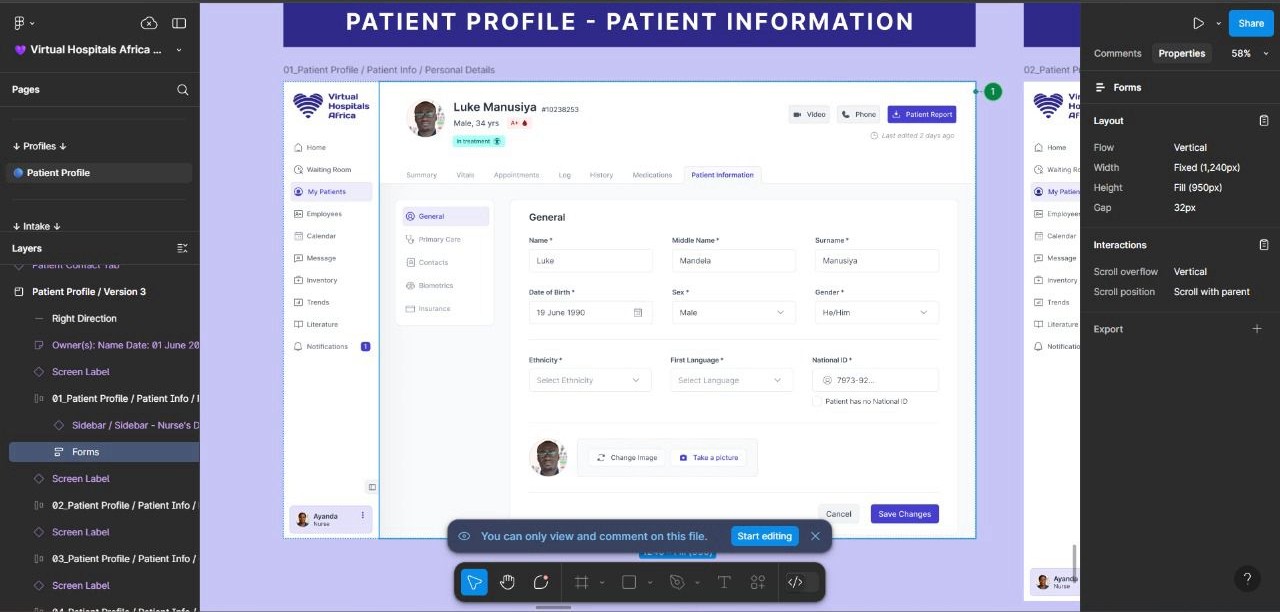 PATIENT PROFILE - PATIENT INFORMATION
Share
Virtual Hospitals Africa ...
Comments
Properties
58%
Pages
01_Patient Profile / Patient Info / Personal Details
02_Patient P
Forms
Virtual
Hospitals
Africa
Luke Manusiya #10238253
Male, 34 yrs A+
In treatment
Video
Phone
Patient Report
Last edited 2 days ago
1
Layout
Flow Vertical
Width Fixed (1,240px)
Height Fill (950px)
Gap 32px
↓ Profiles ↓
Patient Profile
↓ Intake ↓
Layers
Patient Contact Tab
Patient Profile / Version 3
Right Direction
Owner(s): Name Date: 01 June 20
Screen Label
01_Patient Profile / Patient Info / 
Sidebar / Sidebar - Nurse's D
Forms
Screen Label
02_Patient Profile / Patient Info /
Screen Label
03_Patient Profile / Patient Info /
Screen Label
04_Patient Profile / Patient Info /
Home
Waiting Room
My Patients
Employees
Calendar
Message
Inventory
Trends
Literature
Notifications 1
Ayanda
Nurse
Summary
Vitals
Appointments
Log
History
Medications
Patient Information
General
Primary Care
Contacts
Biometrics
Insurance
General
Name * Middle Name * Surname *
Luke Mandela Manusiya
Date of Birth * Sex * Gender *
19 June 1990 Male He/Him
Ethnicity * First Language * National ID *
Select Ethnicity Select Language 7973-92...
Patient has no National ID
Change Image
Take a picture
Cancel
Save Changes
Home
Waiting Ro
My Patien
Employees
Calendar
Message
Inventory
Trends
Literature
Notificatio
Ayanda
Nurse
Interactions
Scroll overflow Vertical
Scroll position Scroll with parent
Export
You can only view and comment on this file.
Start editing
?